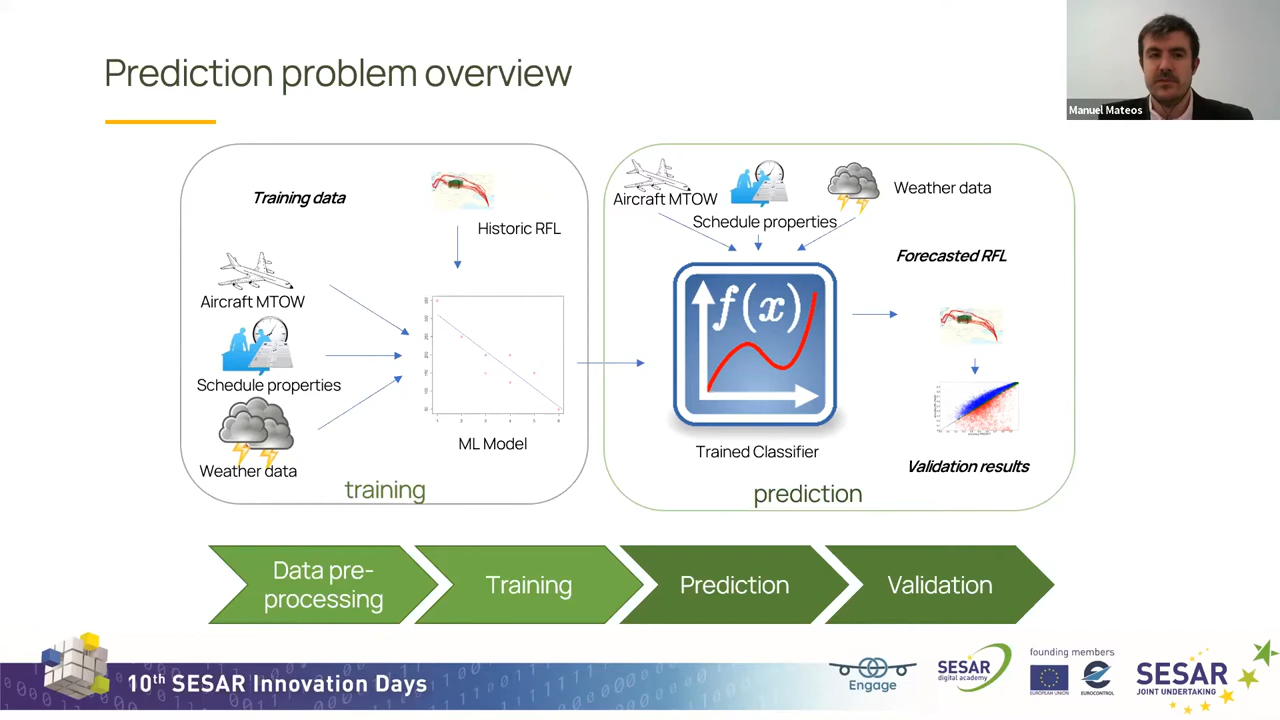 Prediction problem overview
Manuel Mateos
Training data
Historic RFL
Aircraft MTOW
Schedule properties
Weather data
ML Model
training
Aircraft MTOW
Schedule properties
Weather data
Forecasted RFL
f(x)
Trained Classifier
Validation results
prediction
Data pre-
processing
Training
Prediction
Validation
10th SESAR Innovation Days
Engage
SESAR
digital academy
founding members
EUROPEAN UNION
EUROCONTROL
SESAR
JOINT UNDERTAKING